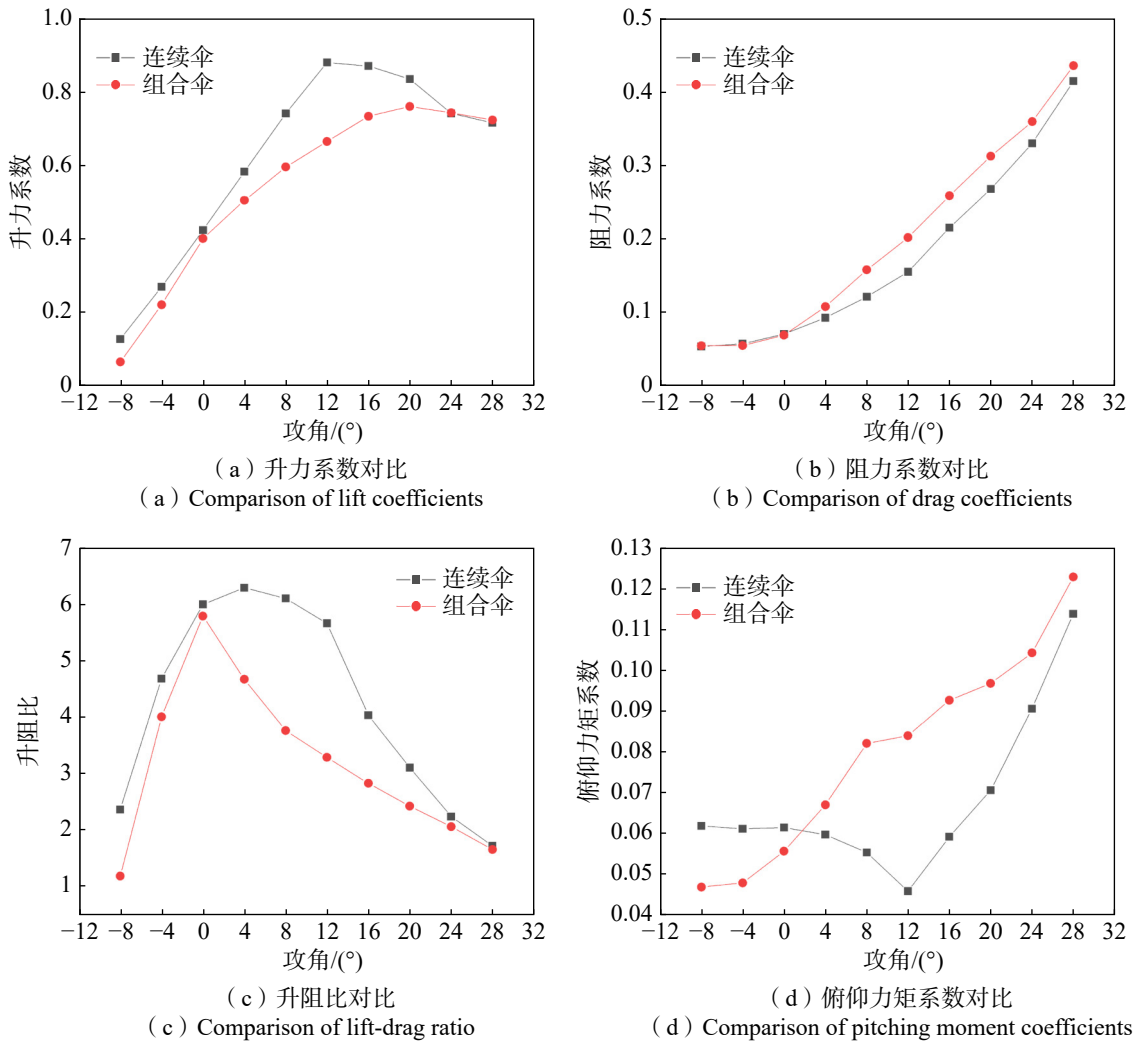 1.0
0.8
0.6
0.4
0.2
0
升力系数
连续伞
组合伞
−12 −8 −4 0 4 8 12 16 20 24 28 32
攻角/(°)
（a）升力系数对比
（a）Comparison of lift coefficients
0.5
0.4
0.3
0.2
0.1
0
阻力系数
连续伞
组合伞
−12 −8 −4 0 4 8 12 16 20 24 28 32
攻角/(°)
（b）阻力系数对比
（b）Comparison of drag coefficients
7
6
5
4
3
2
1
升阻比
连续伞
组合伞
−12 −8 −4 0 4 8 12 16 20 24 28 32
攻角/(°)
（c）升阻比对比
（c）Comparison of lift-drag ratio
0.13
0.12
0.11
0.10
0.09
0.08
0.07
0.06
0.05
0.04
俯仰力矩系数
连续伞
组合伞
−12 −8 −4 0 4 8 12 16 20 24 28 32
攻角/(°)
（d）俯仰力矩系数对比
（d）Comparison of pitching moment coefficients